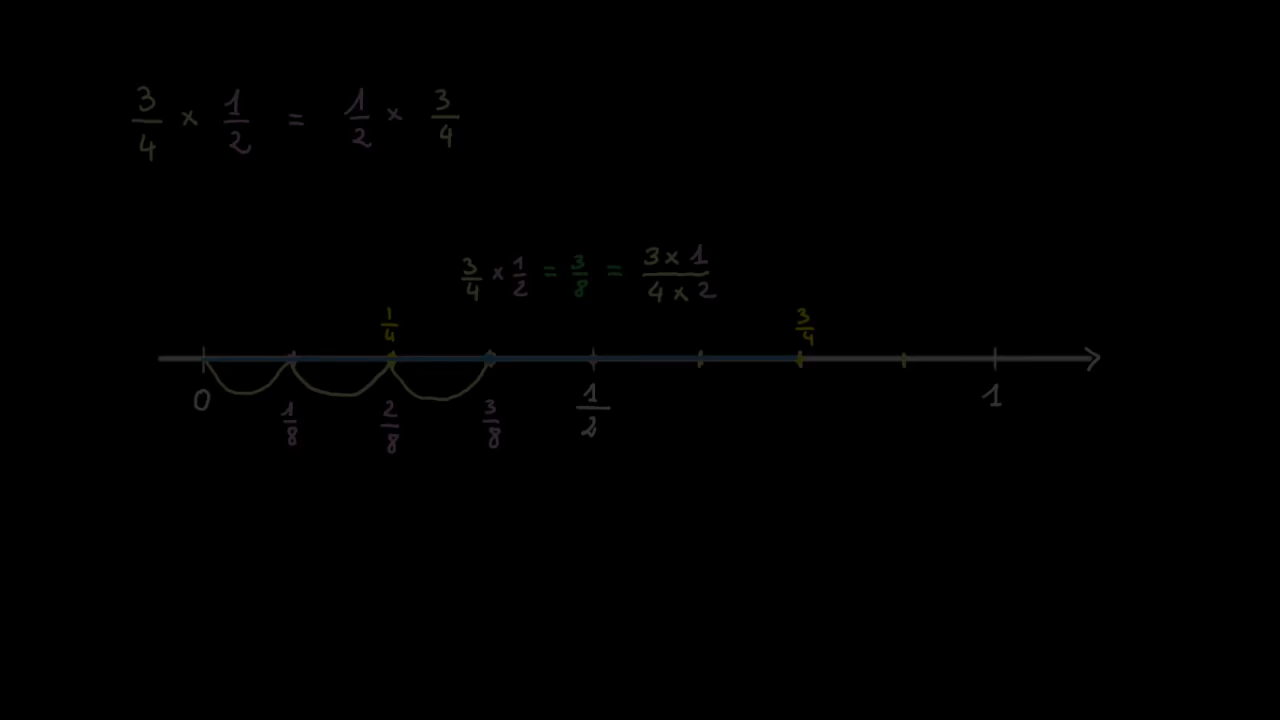 3/4 × 1/2 = 1/2 × 3/4
3/4 × 1/2 = 3/8 = 3 × 1/4 × 2
1/4 3/4
0 1/8 2/8 3/8 1/2 1